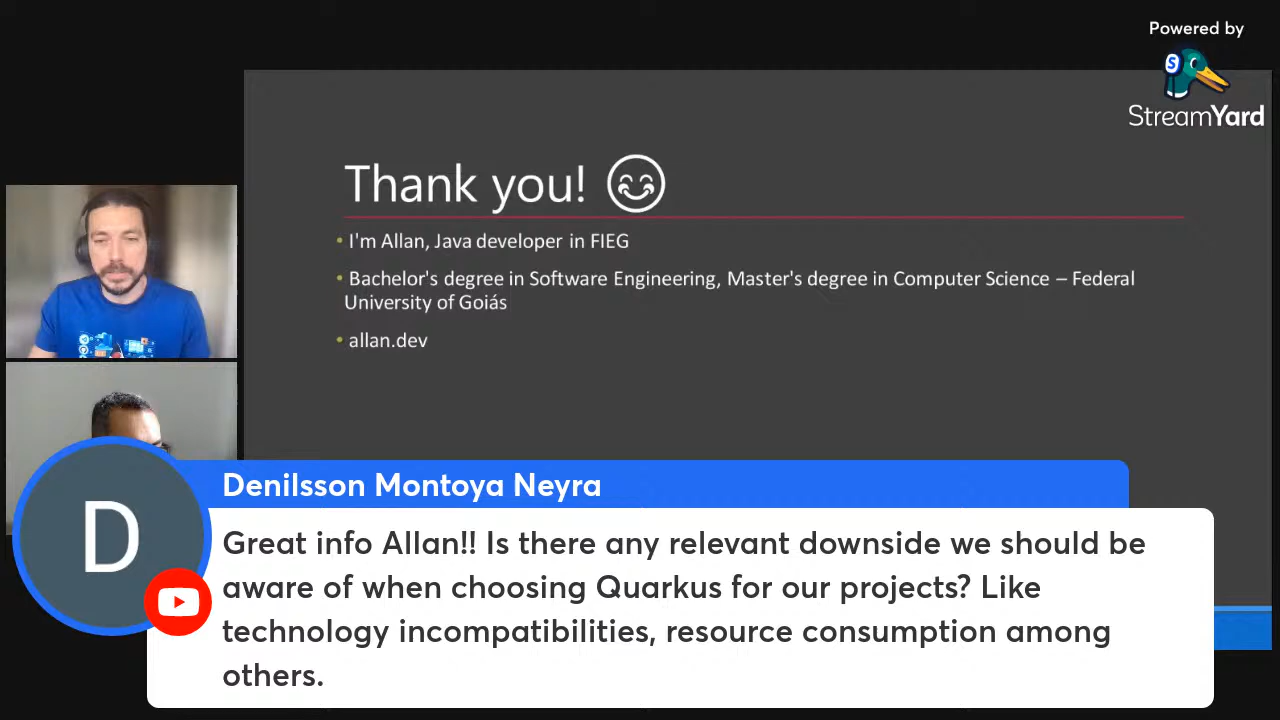 Powered by
S
StreamYard
Thank you!
• I'm Allan, Java developer in FIEG
• Bachelor's degree in Software Engineering, Master's degree in Computer Science – Federal
University of Goiás
• allan.dev
D
Denilsson Montoya Neyra
Great info Allan!! Is there any relevant downside we should be
aware of when choosing Quarkus for our projects? Like
technology incompatibilities, resource consumption among
others.